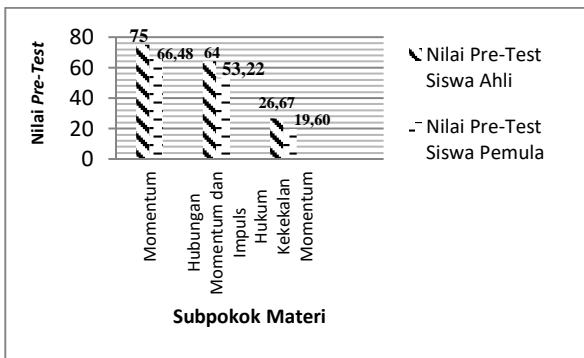 Nilai Pre-Test
80
60
40
20
0
75
66,48
64
53,22
26,67
19,60
Momentum
Hubungan
Momentum dan
Impuls
Hukum
Kekekalan
Momentum
Subpokok Materi
Nilai Pre-Test
Siswa Ahli
Nilai Pre-Test
Siswa Pemula